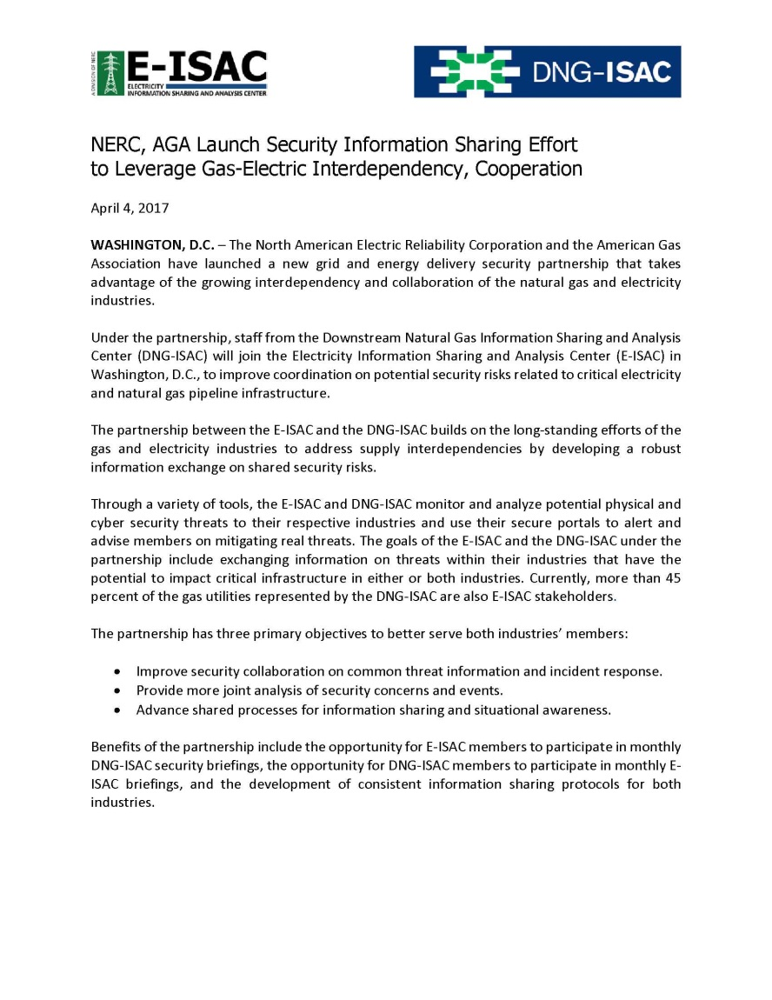 A DIVISION OF NERC
E-ISAC
ELECTRICITY
INFORMATION SHARING AND ANALYSIS CENTER
DNG-ISAC
NERC, AGA Launch Security Information Sharing Effort
to Leverage Gas-Electric Interdependency, Cooperation
April 4, 2017
WASHINGTON, D.C. – The North American Electric Reliability Corporation and the American Gas
Association have launched a new grid and energy delivery security partnership that takes
advantage of the growing interdependency and collaboration of the natural gas and electricity
industries.
Under the partnership, staff from the Downstream Natural Gas Information Sharing and Analysis
Center (DNG-ISAC) will join the Electricity Information Sharing and Analysis Center (E-ISAC) in
Washington, D.C., to improve coordination on potential security risks related to critical electricity
and natural gas pipeline infrastructure.
The partnership between the E-ISAC and the DNG-ISAC builds on the long-standing efforts of the
gas and electricity industries to address supply interdependencies by developing a robust
information exchange on shared security risks.
Through a variety of tools, the E-ISAC and DNG-ISAC monitor and analyze potential physical and
cyber security threats to their respective industries and use their secure portals to alert and
advise members on mitigating real threats. The goals of the E-ISAC and the DNG-ISAC under the
partnership include exchanging information on threats within their industries that have the
potential to impact critical infrastructure in either or both industries. Currently, more than 45
percent of the gas utilities represented by the DNG-ISAC are also E-ISAC stakeholders.
The partnership has three primary objectives to better serve both industries’ members:
• Improve security collaboration on common threat information and incident response.
• Provide more joint analysis of security concerns and events.
• Advance shared processes for information sharing and situational awareness.
Benefits of the partnership include the opportunity for E-ISAC members to participate in monthly
DNG-ISAC security briefings, the opportunity for DNG-ISAC members to participate in monthly E-
ISAC briefings, and the development of consistent information sharing protocols for both
industries.